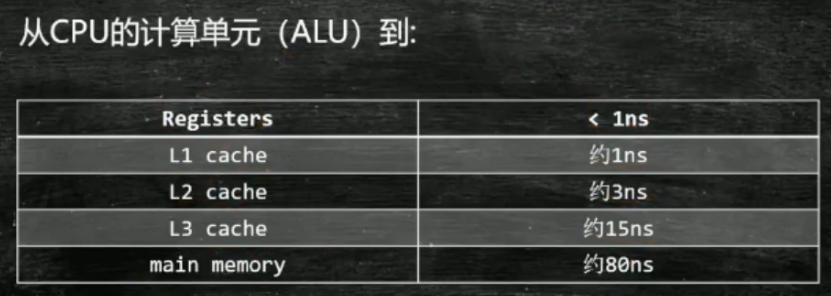 从CPU的计算单元（ALU）到:
Registers < 1ns
L1 cache 约1ns
L2 cache 约3ns
L3 cache 约15ns
main memory 约80ns